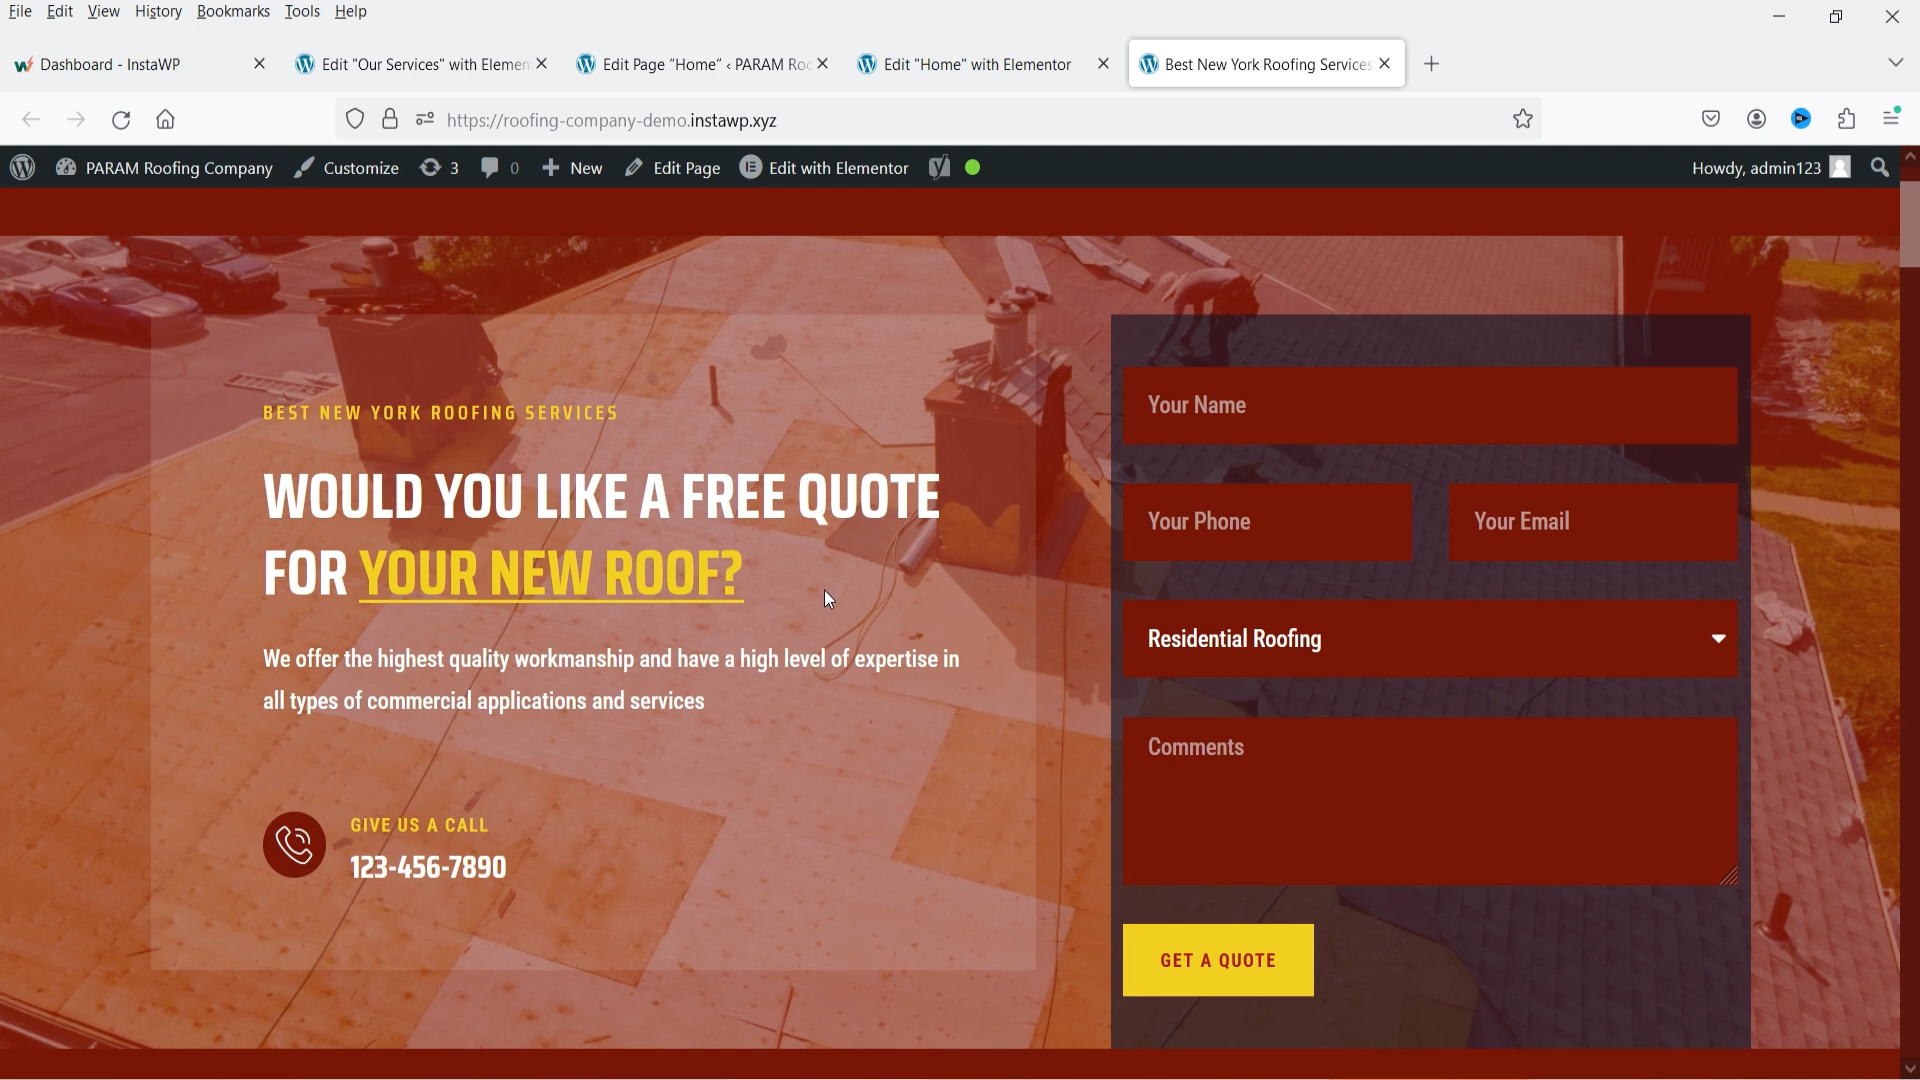 File Edit View History Bookmarks Tools Help
Dashboard - InstaWP
Edit "Our Services" with Elemen
Edit Page “Home” ‹ PARAM Roo
Edit "Home" with Elementor
Best New York Roofing Services
https://roofing-company-demo.instawp.xyz
PARAM Roofing Company Customize 3 0 New Edit Page Edit with Elementor Howdy, admin123
BEST NEW YORK ROOFING SERVICES
WOULD YOU LIKE A FREE QUOTE
FOR YOUR NEW ROOF?
We offer the highest quality workmanship and have a high level of expertise in
all types of commercial applications and services
GIVE US A CALL
123-456-7890
Your Name
Your Phone
Your Email
Residential Roofing
Comments
GET A QUOTE